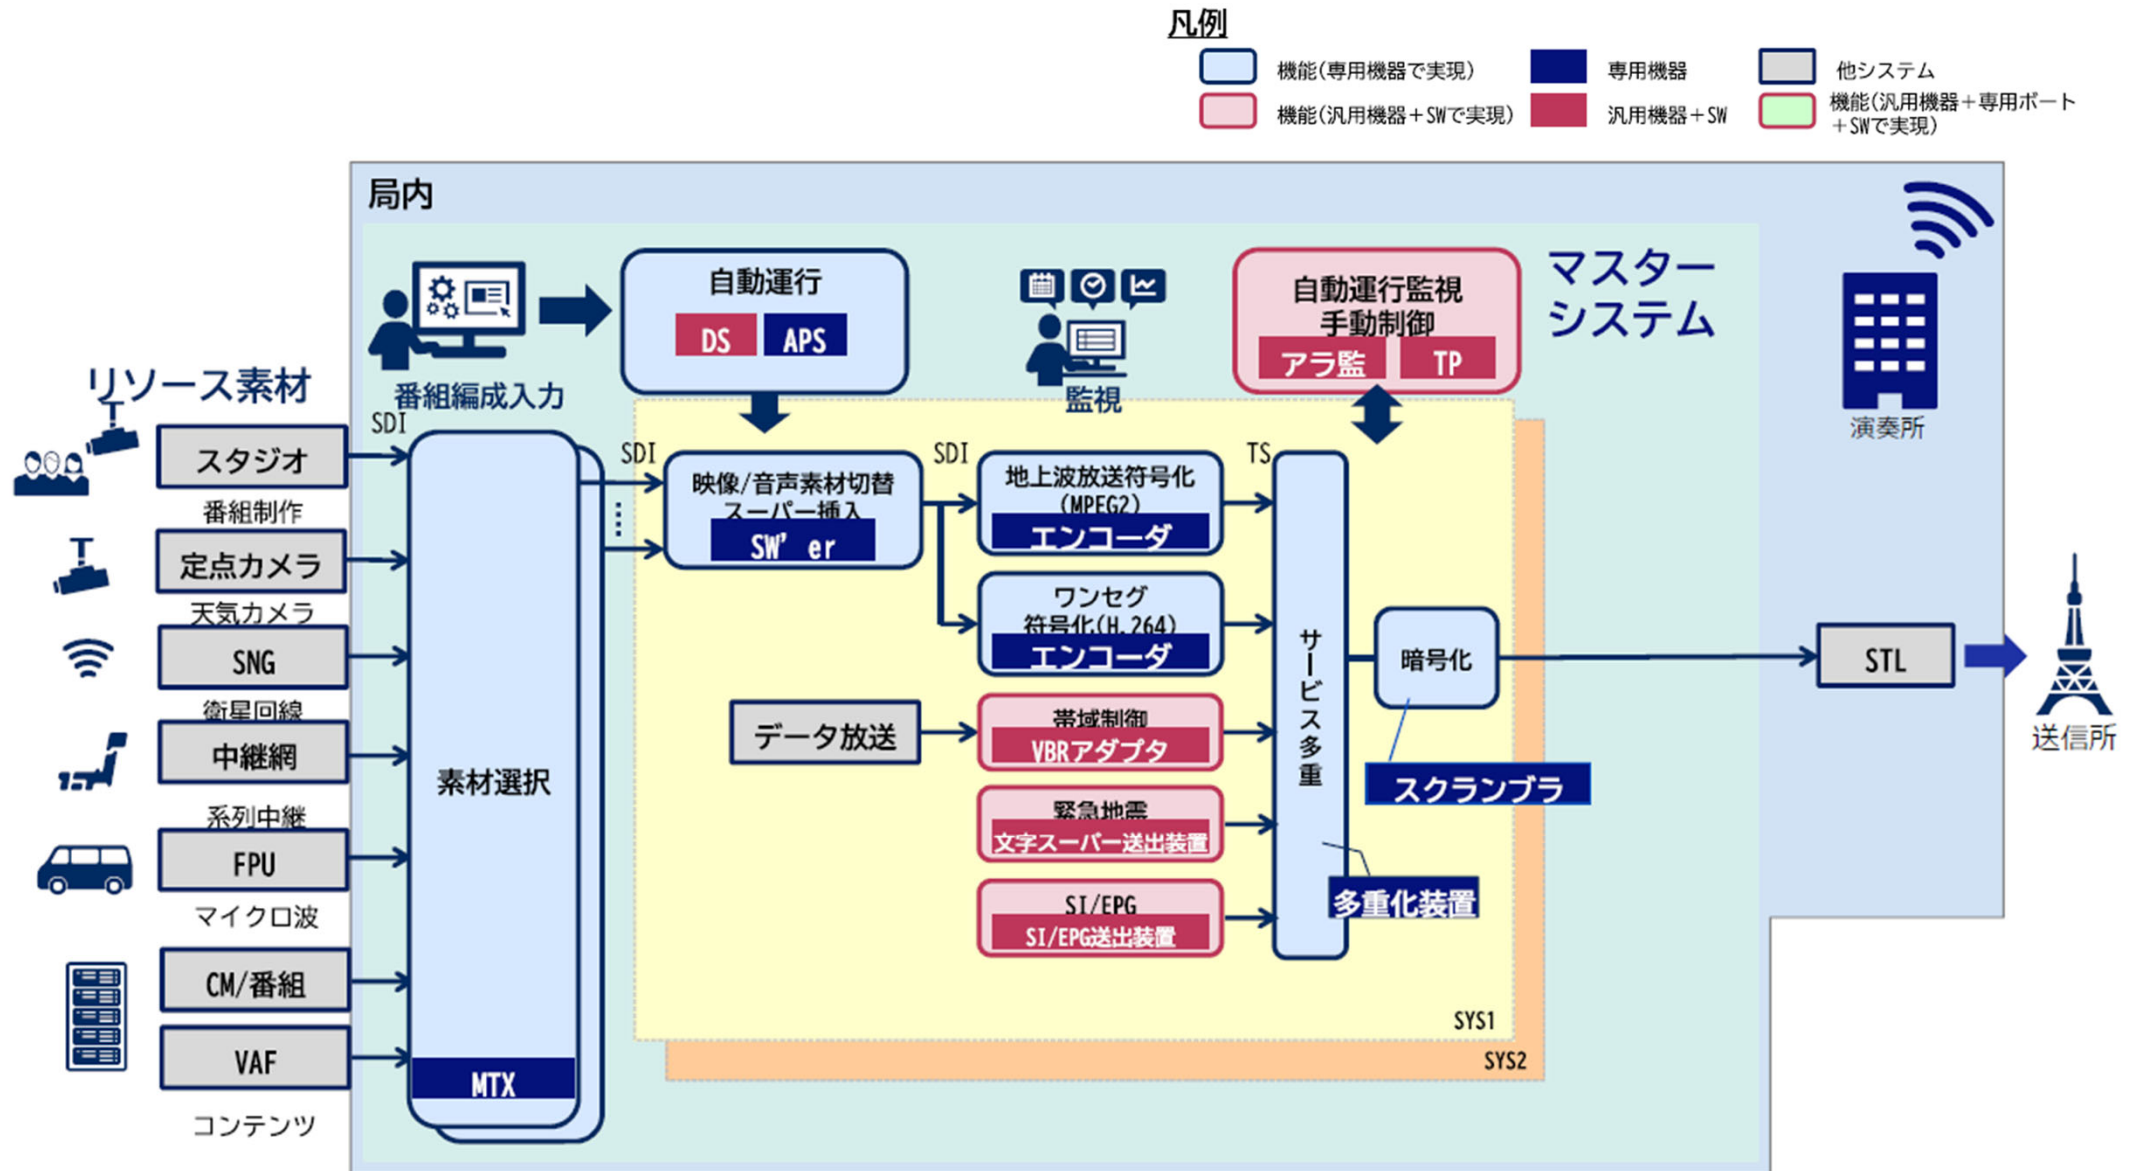 凡例
機能(専用機器で実現)
専用機器
他システム
機能(汎用機器＋SWで実現)
汎用機器＋SW
機能(汎用機器＋専用ボート
＋SWで実現)
局内
マスター
システム
自動運行
DS
APS
番組編成入力
監視
自動運行監視
手動制御
アラ監
TP
演奏所
リソース素材
SDI
スタジオ
番組制作
定点カメラ
天気カメラ
SNG
衛星回線
中継網
系列中継
FPU
マイクロ波
CM/番組
VAF
コンテンツ
素材選択
MTX
SDI
映像/音声素材切替
スーパー挿入
SW’er
SDI
地上波放送符号化
(MPEG2)
エンコーダ
ワンセグ
符号化(H.264)
エンコーダ
データ放送
帯域制御
VBRアダプタ
緊急地震
文字スーパー送出装置
SI/EPG
SI/EPG送出装置
TS
サービス多重
多重化装置
暗号化
スクランブラ
SYS1
SYS2
STL
送信所